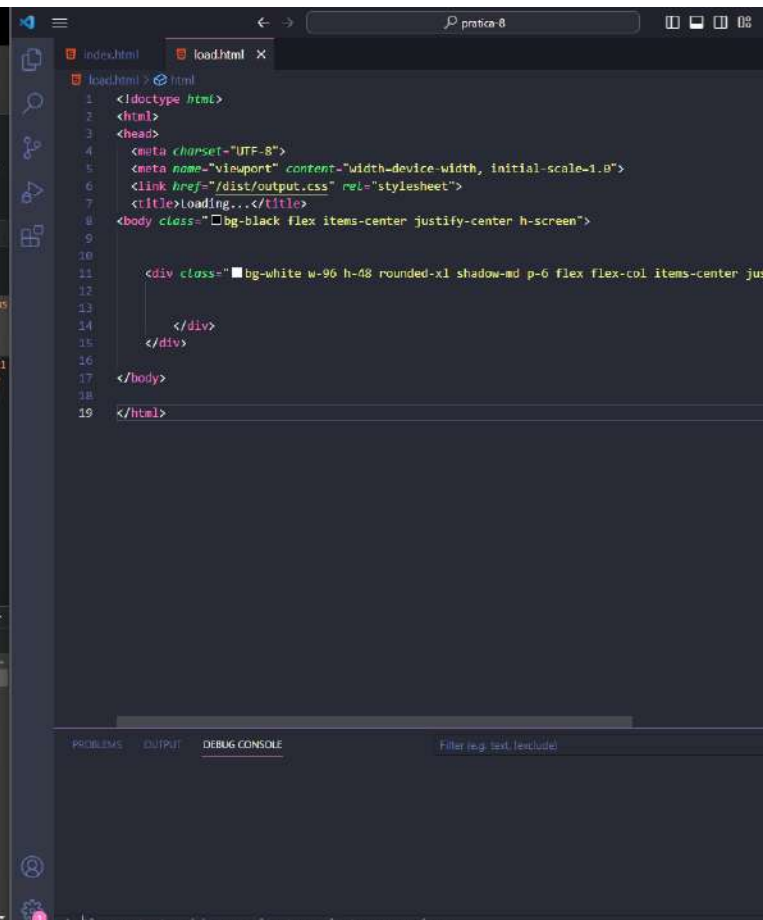 pratica-8
index.html load.html
load.html > html
1 <!doctype html>
2 <html>
3 <head>
4 <meta charset="UTF-8">
5 <meta name="viewport" content="width=device-width, initial-scale=1.0">
6 <link href="/dist/output.css" rel="stylesheet">
7 <title>Loading...</title>
8 <body class="bg-black flex items-center justify-center h-screen">
9
10
11 <div class="bg-white w-96 h-48 rounded-xl shadow-md p-6 flex flex-col items-center jus
12
13
14 </div>
15 </div>
16
17 </body>
18
19 </html>
PROBLEMS OUTPUT DEBUG CONSOLE Filter (e.g. text, !exclude)